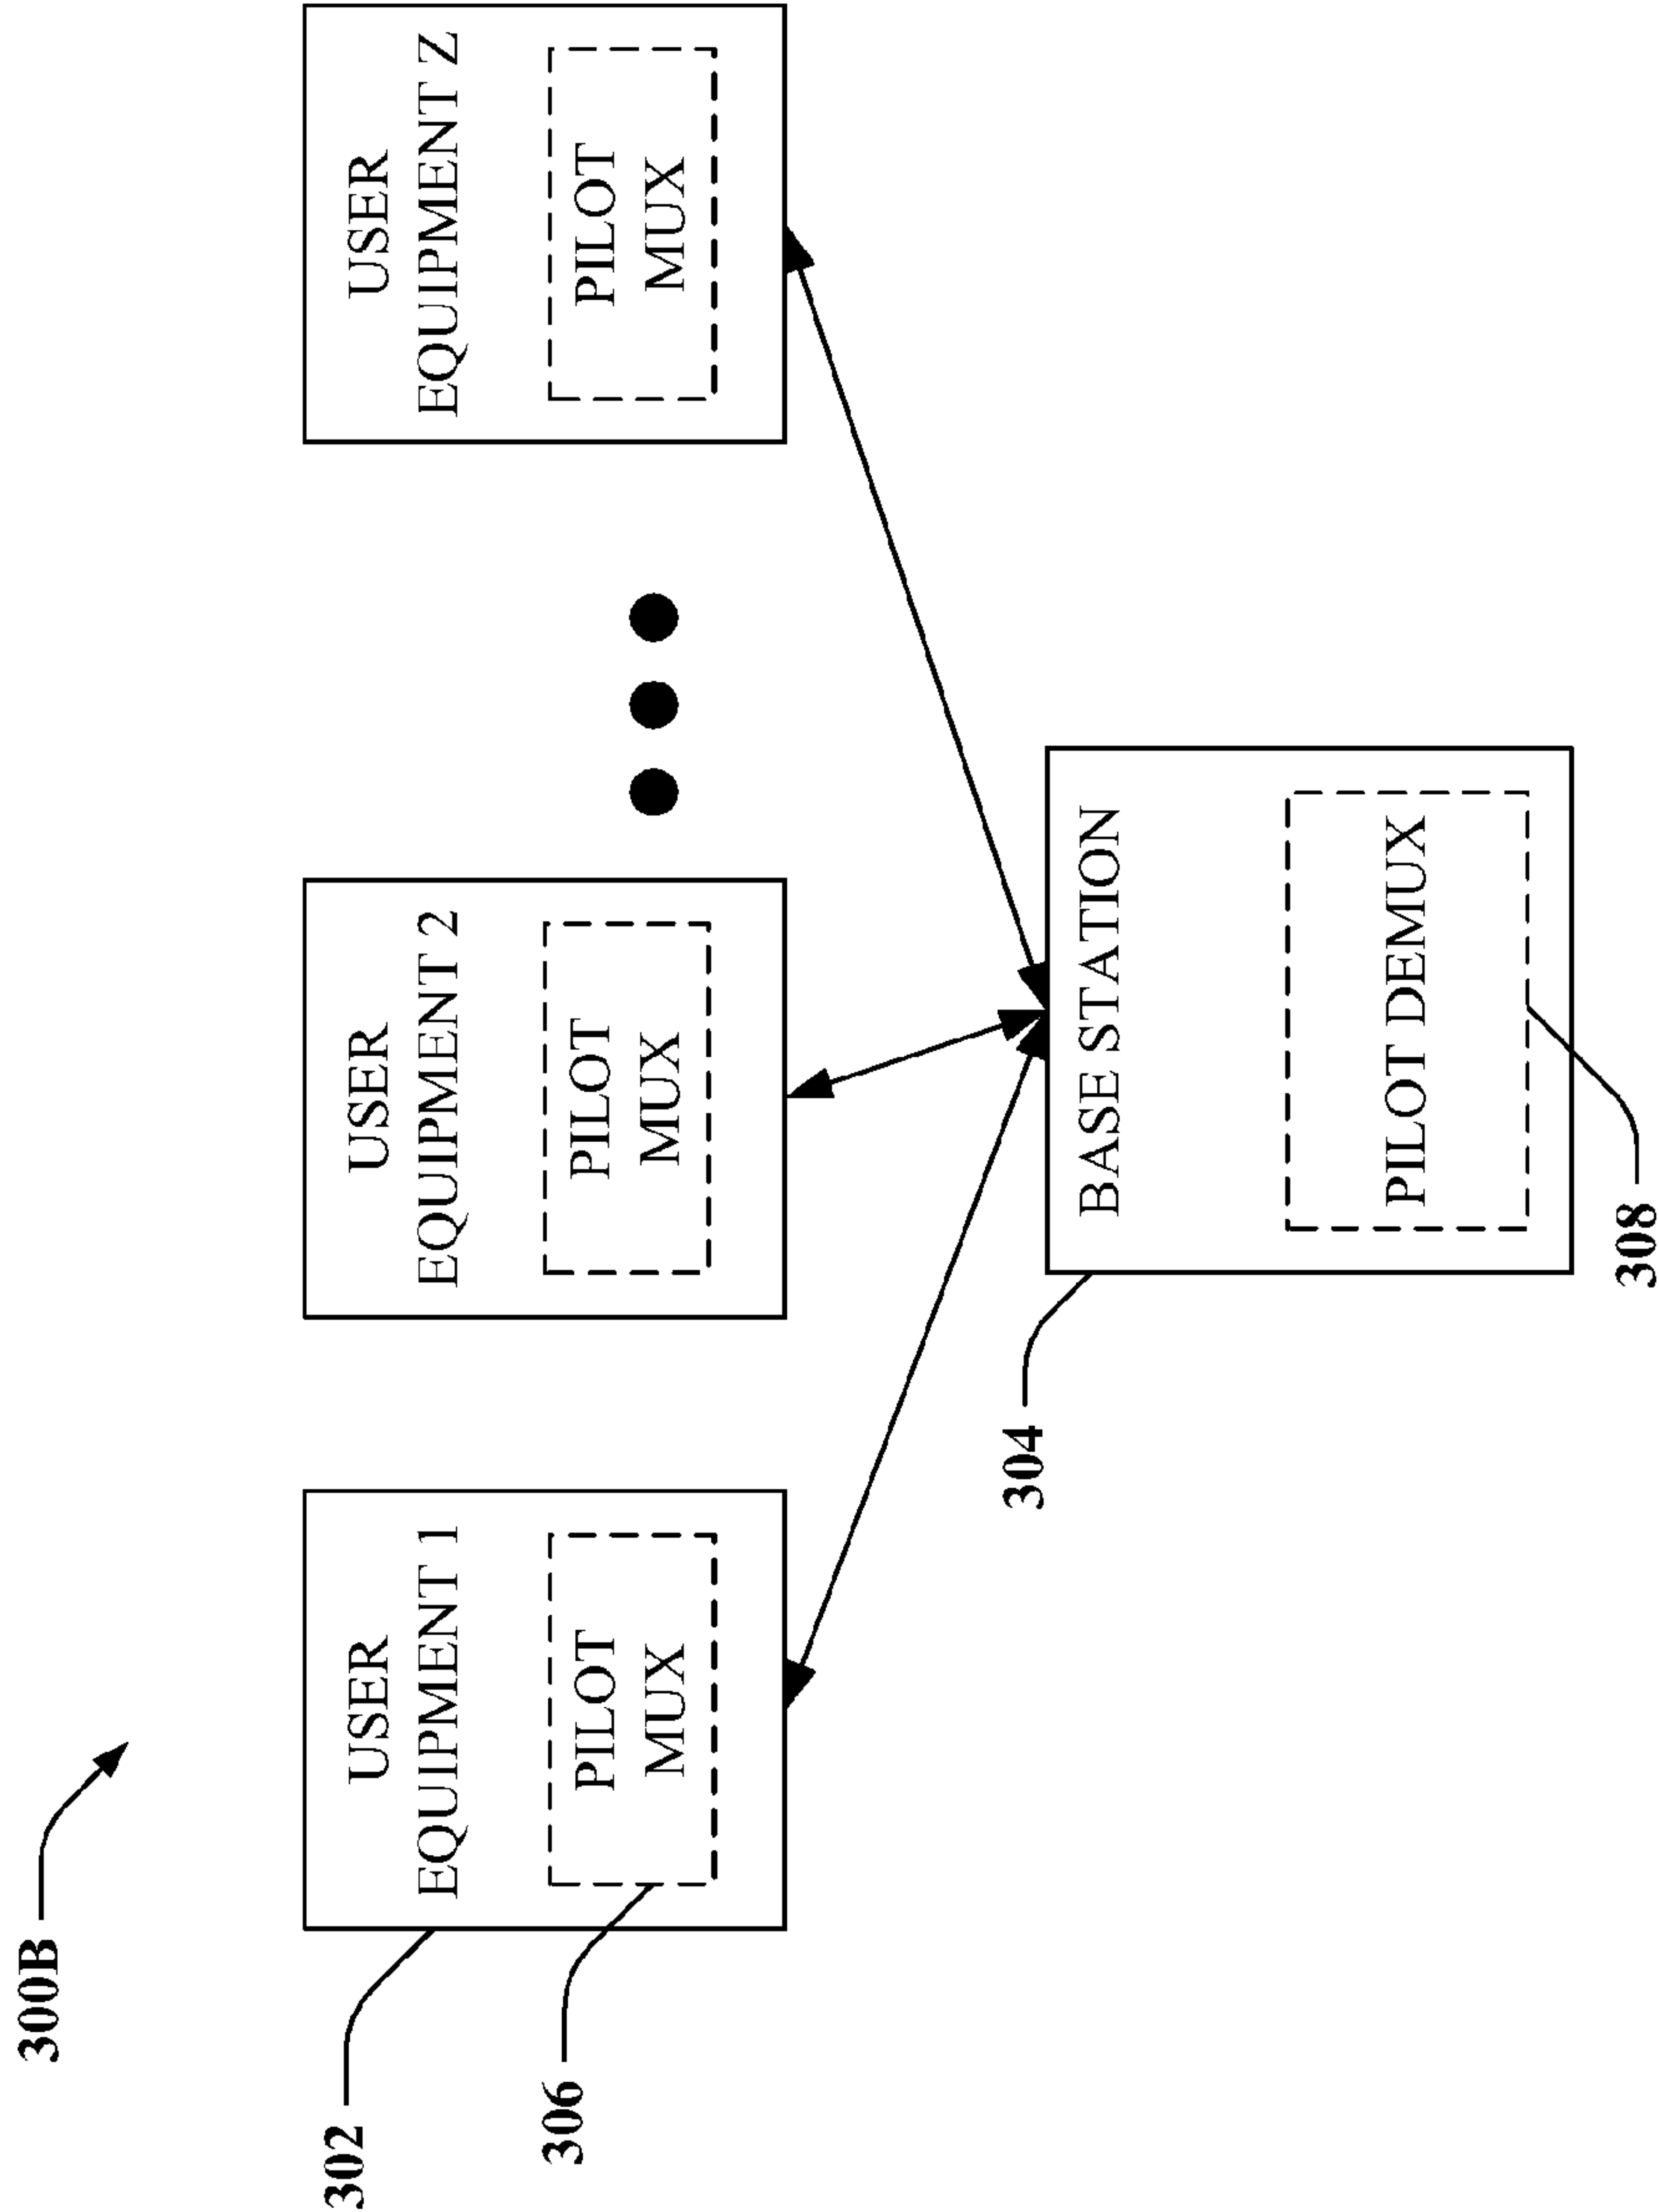 300B
302
USER
EQUIPMENT 1
306
PILOT
MUX
USER
EQUIPMENT 2
PILOT
MUX
USER
EQUIPMENT Z
PILOT
MUX
304
BASE STATION
PILOT DEMUX
308